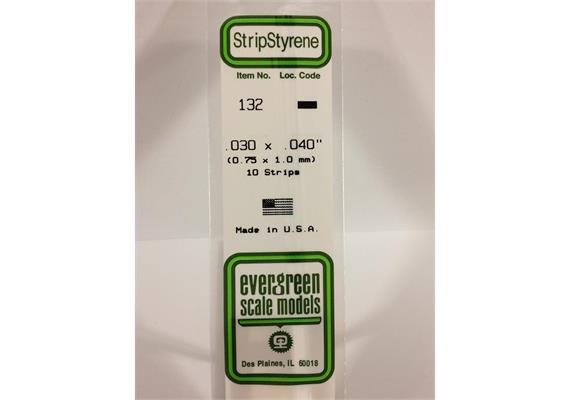 StripStyrene
Item No. Loc. Code
132
.030 x .040"
(0.75 x 1.0 mm)
10 Strips
Made in U.S.A.
evergreen
scale models
Des Plaines, IL 60018